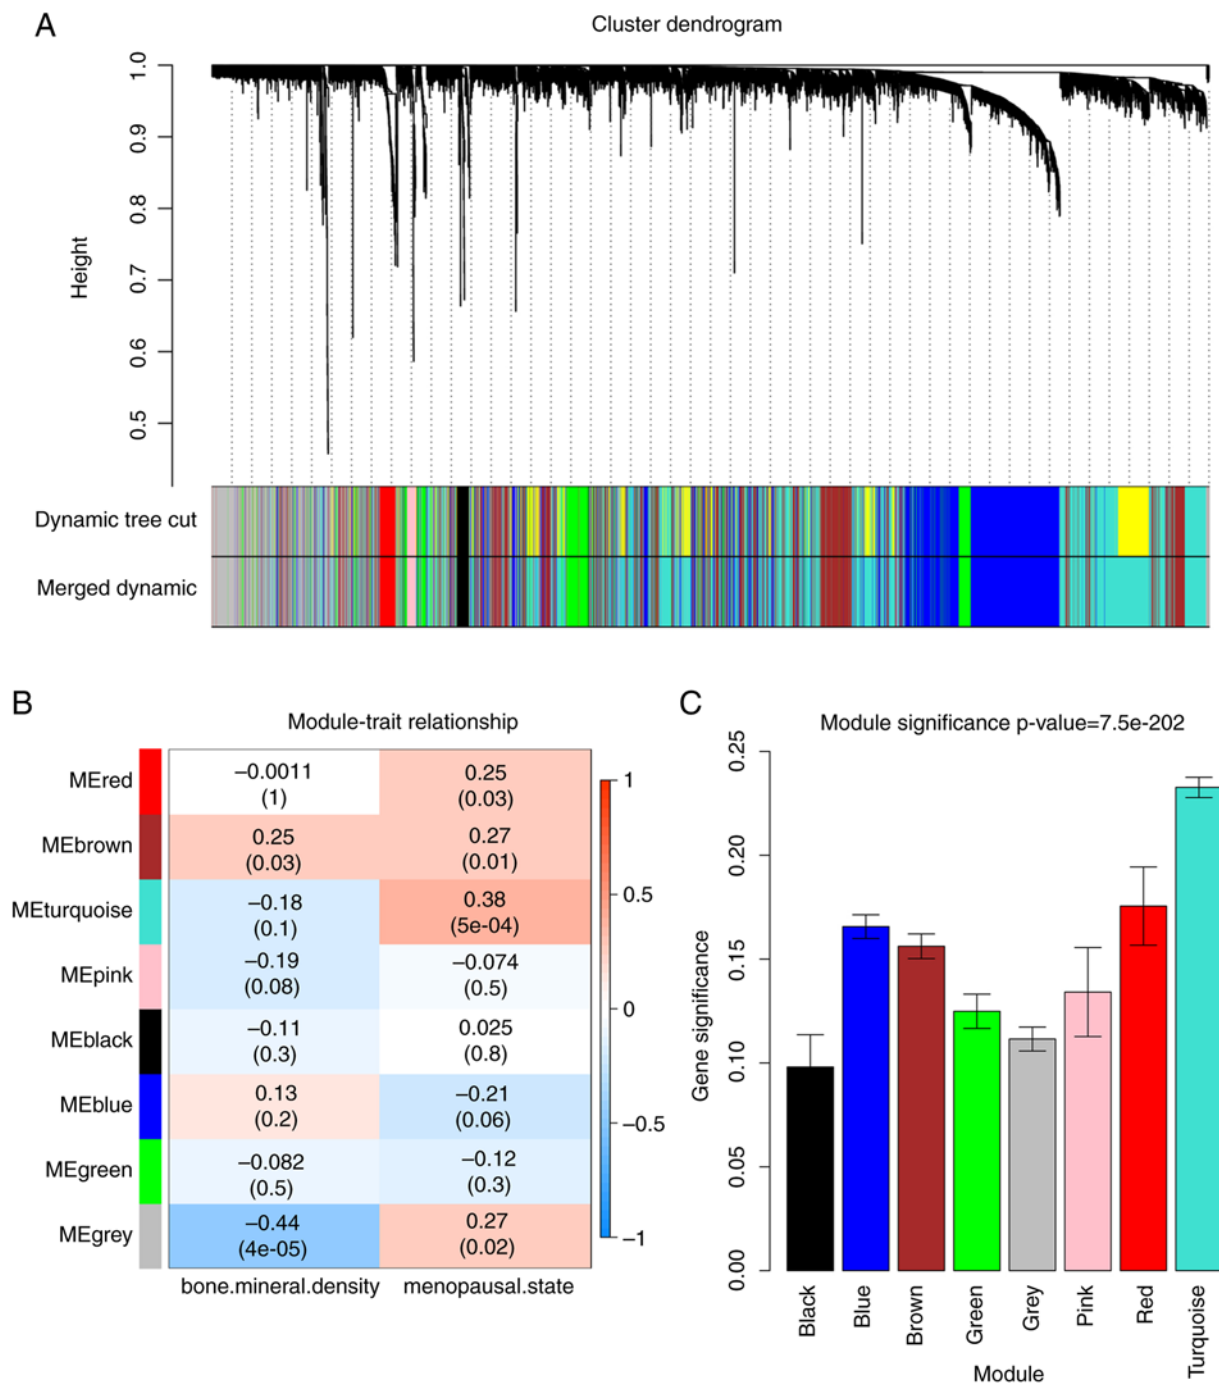 A
Cluster dendrogram
Height
1.0
0.9
0.8
0.7
0.6
0.5
Dynamic tree cut
Merged dynamic
B
Module-trait relationship
MEred
−0.0011
(1)
0.25
(0.03)
MEbrown
0.25
(0.03)
0.27
(0.01)
MEturquoise
−0.18
(0.1)
0.38
(5e-04)
MEpink
−0.19
(0.08)
−0.074
(0.5)
MEblack
−0.11
(0.3)
0.025
(0.8)
MEblue
0.13
(0.2)
−0.21
(0.06)
MEgreen
−0.082
(0.5)
−0.12
(0.3)
MEgrey
−0.44
(4e-05)
0.27
(0.02)
bone.mineral.density
menopausal.state
1
0.5
0
−0.5
−1
C
Module significance p-value=7.5e-202
Gene significance
0.25
0.20
0.15
0.10
0.05
0.00
Black
Blue
Brown
Green
Grey
Pink
Red
Turquoise
Module